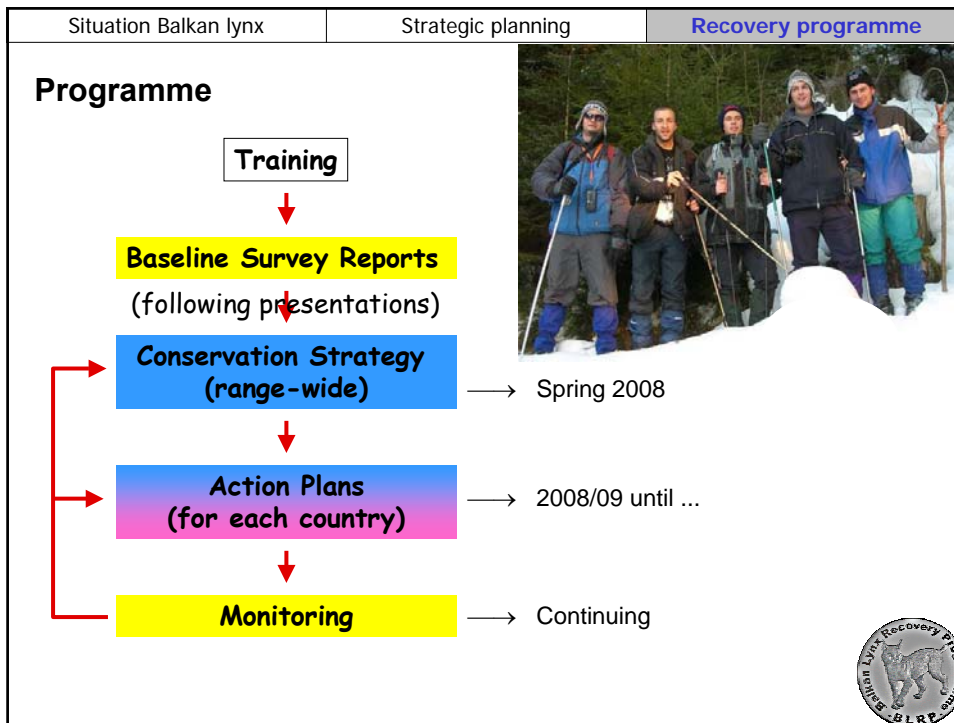 Situation Balkan lynx
Strategic planning
Recovery programme
Programme
Training
Baseline Survey Reports
(following presentations)
Conservation Strategy
(range-wide)
Spring 2008
Action Plans
(for each country)
2008/09 until ...
Monitoring
Continuing
Balkan Lynx Recovery Programme
B L R P